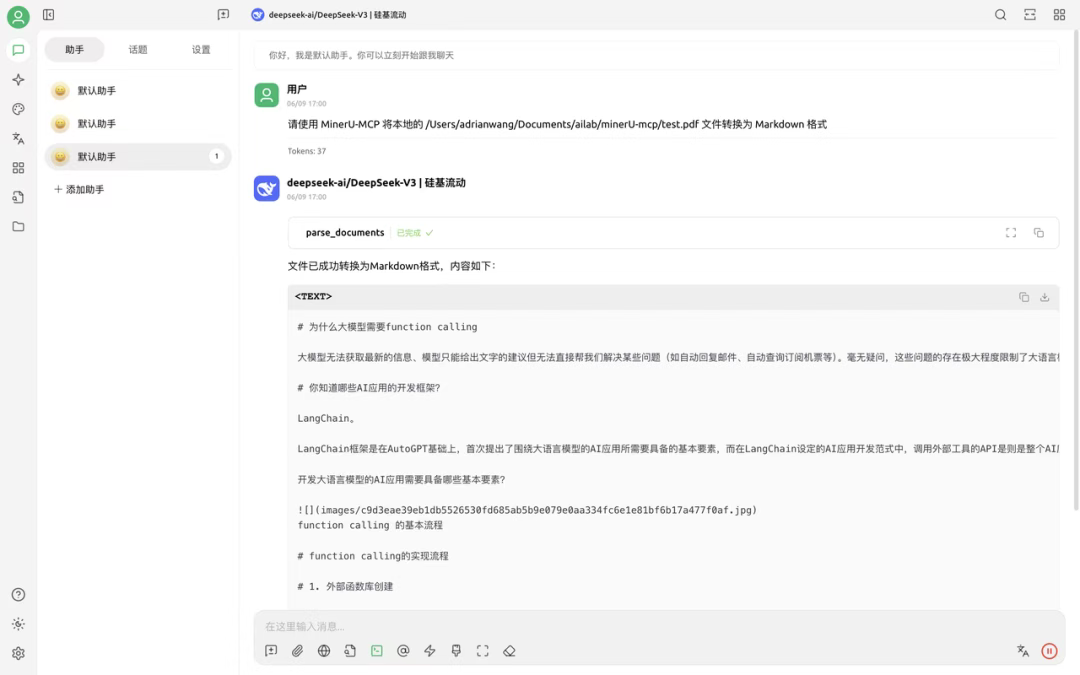 deepseek-ai/DeepSeek-V3 | 硅基流动
助手
话题
设置
默认助手
默认助手
默认助手
1
添加助手
你好，我是默认助手。你可以立刻开始跟我聊天
用户
06/09 17:00
请使用 MinerU-MCP 将本地的 /Users/adrianwang/Documents/ailab/minerU-mcp/test.pdf 文件转换为 Markdown 格式
Tokens: 37
deepseek-ai/DeepSeek-V3 | 硅基流动
06/09 17:00
parse_documents
已完成
文件已成功转换为Markdown格式，内容如下：
<TEXT>
# 为什么大模型需要function calling
大模型无法获取最新的信息、模型只能给出文字的建议但无法直接帮我们解决某些问题（如自动回复邮件、自动查询订阅机票等）。毫无疑问，这些问题的存在极大程度限制了大语言
# 你知道哪些AI应用的开发框架？
LangChain。
LangChain框架是在AutoGPT基础上，首次提出了围绕大语言模型的AI应用所需要具备的基本要素，而在LangChain设定的AI应用开发范式中，调用外部工具的API是则是整个AI应
开发大语言模型的AI应用需要具备哪些基本要素？
![](images/c9d3eae39eb1db5526530fd685ab5b9e079e0aa334fc6e1e81bf6b17a477f0af.jpg)
function calling 的基本流程
# function calling的实现流程
# 1. 外部函数库创建
在这里输入消息...